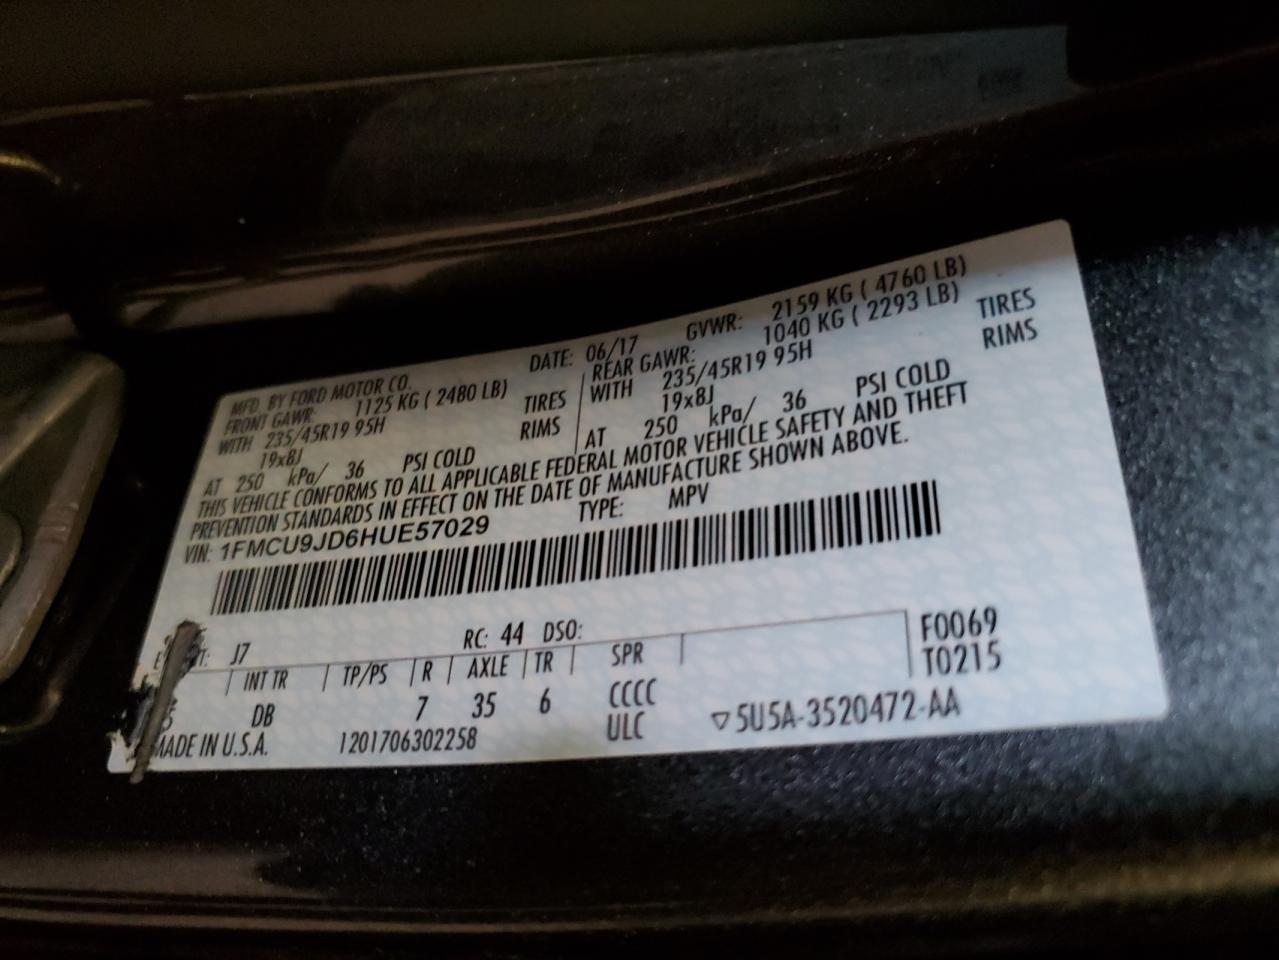 MFD. BY FORD MOTOR CO.
DATE: 06/17 GVWR: 2159 KG ( 4760 LB)
FRONT GAWR: 1125 KG ( 2480 LB) REAR GAWR: 1040 KG ( 2293 LB)
WITH 235/45R19 95H TIRES WITH 235/45R19 95H TIRES
19x8J RIMS 19x8J RIMS
AT 250 kPa/ 36 PSI COLD AT 250 kPa/ 36 PSI COLD
THIS VEHICLE CONFORMS TO ALL APPLICABLE FEDERAL MOTOR VEHICLE SAFETY AND THEFT
PREVENTION STANDARDS IN EFFECT ON THE DATE OF MANUFACTURE SHOWN ABOVE.
VIN: 1FMCU9JD6HUE57029 TYPE: MPV
J7 RC: 44 DSO: F0069
INT TR TP/PS R AXLE TR SPR T0215
DB 7 35 6 CCCC
MADE IN U.S.A. 1201706302258 ULC ▽5U5A-3520472-AA